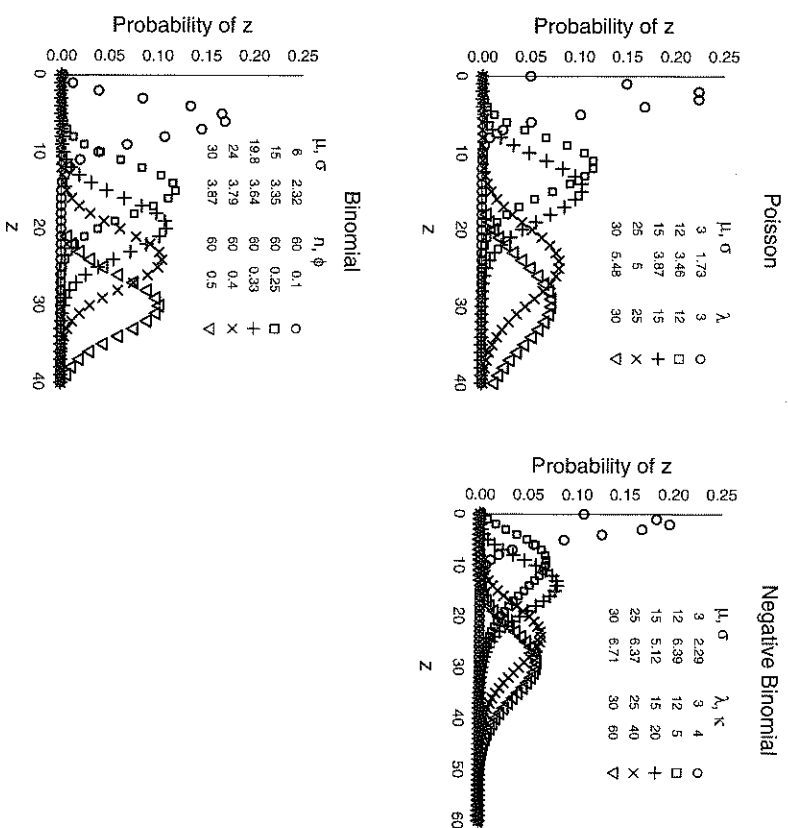 Poisson
Probability of z
0.25
0.20
0.15
0.10
0.05
0.00
0 10 20 30 40
μ, σ λ
3 1.73 3
12 3.46 12
15 3.87 15
25 5 25
30 5.48 30
Negative Binomial
Probability of z
0.25
0.20
0.15
0.10
0.05
0.00
0 10 20 30 40 50 60
z
μ, σ λ, κ
3 2.29 3 4
12 6.39 12 5
15 5.12 15 20
25 6.37 25 40
30 6.71 30 60
Binomial
Probability of z
0.25
0.20
0.15
0.10
0.05
0.00
0 10 20 30 40
z
μ, σ n, ϕ
6 2.32 60 0.1
15 3.35 60 0.25
19.8 3.64 60 0.33
24 3.79 60 0.4
30 3.87 60 0.5